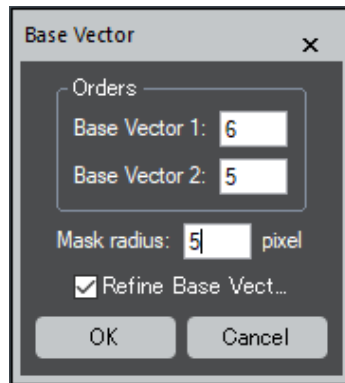 Base Vector ×
Orders
Base Vector 1: 6
Base Vector 2: 5
Mask radius: 5 pixel
Refine Base Vect...
OK Cancel